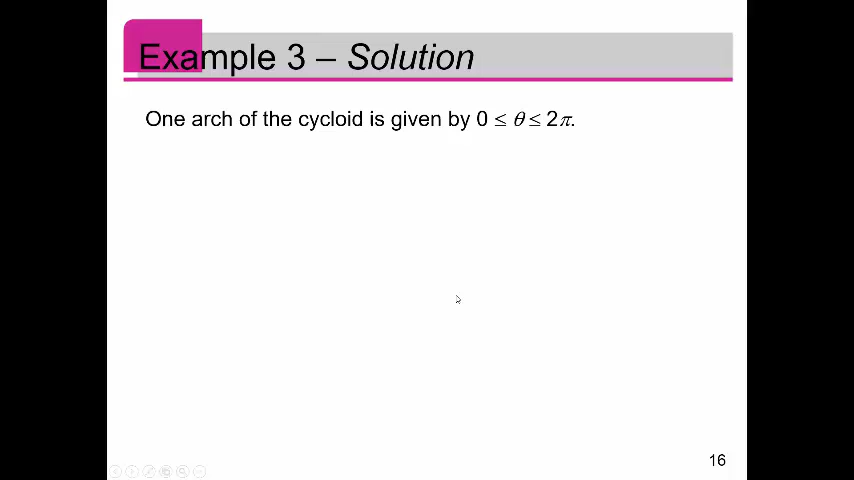 Example 3 – Solution
One arch of the cycloid is given by 0 ≤ θ ≤ 2π.
16